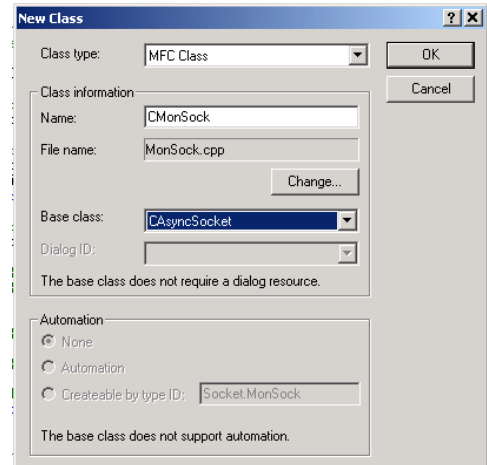 New Class
Class type: MFC Class OK
Cancel
Class information
Name: CMonSock
File name: MonSock.cpp
Change...
Base class: CAsyncSocket
Dialog ID:
The base class does not require a dialog resource.
Automation
None
Automation
Createable by type ID: Socket.MonSock
The base class does not support automation.